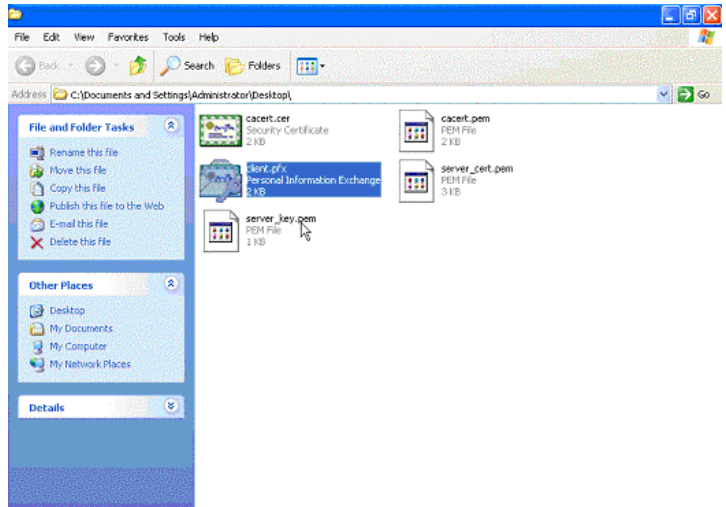 File Edit View Favorites Tools Help
Back Search Folders
Address C:\Documents and Settings\Administrator\Desktop\ Go
File and Folder Tasks
Rename this file
Move this file
Copy this file
Publish this file to the Web
E-mail this file
Delete this file
Other Places
Desktop
My Documents
My Computer
My Network Places
Details
cacert.cer
Security Certificate
2 KB
cacert.pem
PEM File
2 KB
client.pfx
Personal Information Exchange
2 KB
server_cert.pem
PEM File
3 KB
server_key.pem
PEM File
1 KB